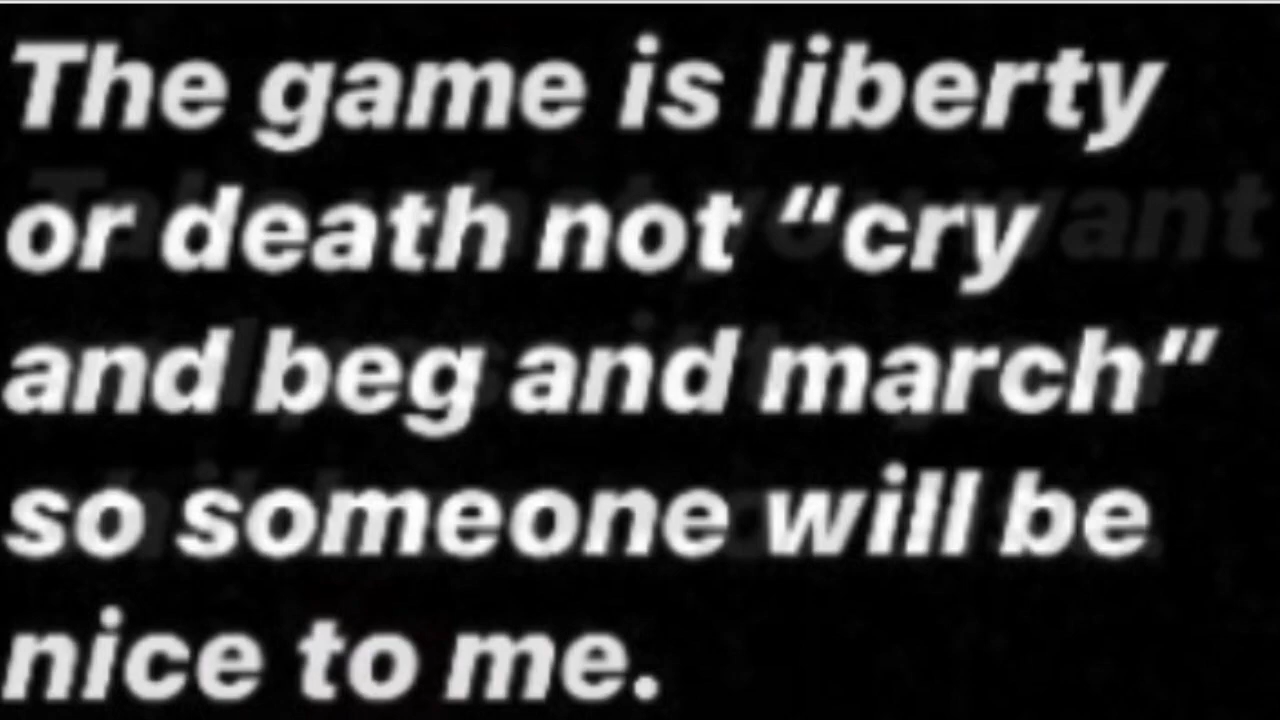 The game is liberty
or death not “cry
and beg and march”
so someone will be
nice to me.